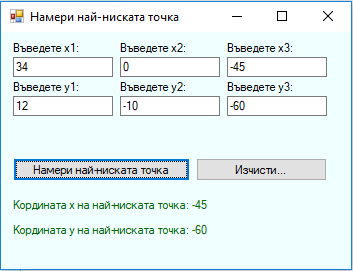 Намери най-ниската точка
Въведете x1: Въведете x2: Въведете x3:
34 0 -45
Въведете y1: Въведете y2: Въведете y3:
12 -10 -60
Намери най-ниската точка Изчисти...
Кордината x на най-ниската точка: -45
Кордината y на най-ниската точка: -60